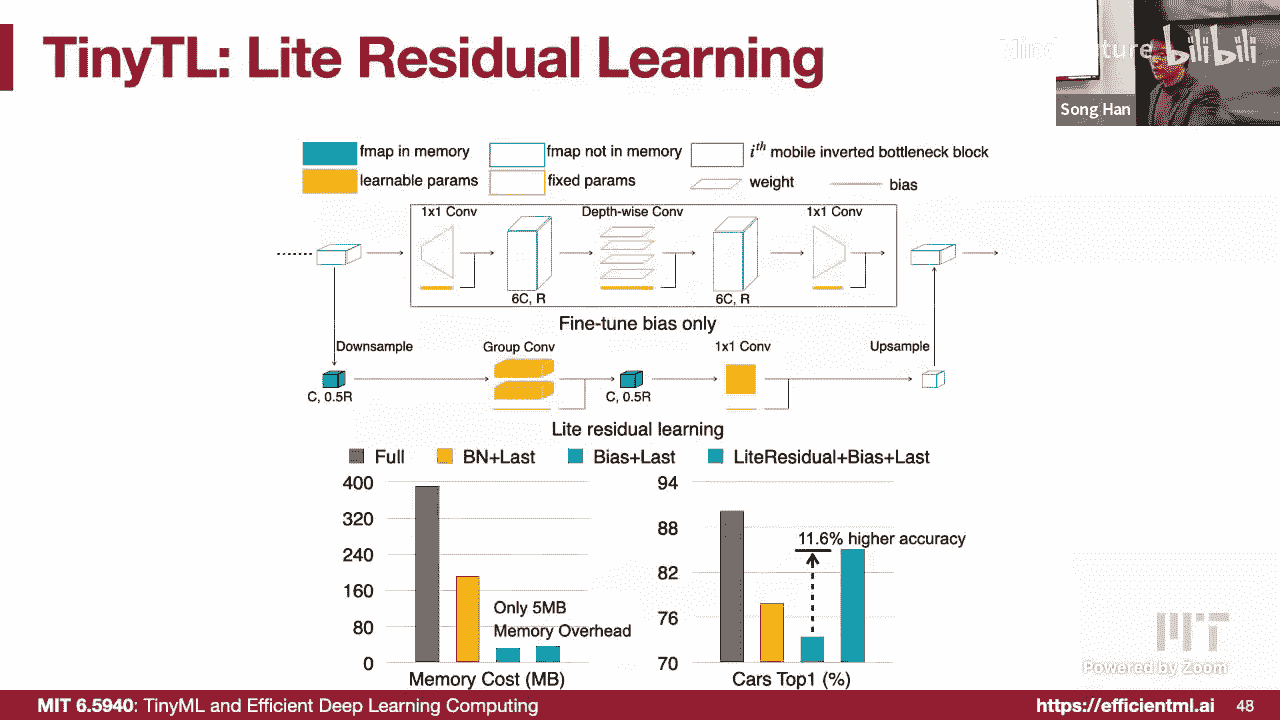 TinyTL: Lite Residual Learning
bilibili
Song Han
fmap in memory
fmap not in memory
iᵗʰ mobile inverted bottleneck block
learnable params
fixed params
weight
bias
1x1 Conv
Depth-wise Conv
1x1 Conv
6C, R
6C, R
Fine-tune bias only
Downsample
Group Conv
1x1 Conv
Upsample
C, 0.5R
C, 0.5R
Lite residual learning
Full
BN+Last
Bias+Last
LiteResidual+Bias+Last
400
320
240
160
80
0
Only 5MB
Memory Overhead
Memory Cost (MB)
94
88
82
76
70
11.6% higher accuracy
Cars Top1 (%)
MIT
Powered by Zoom
MIT 6.5940: TinyML and Efficient Deep Learning Computing
https://efficientml.ai
48